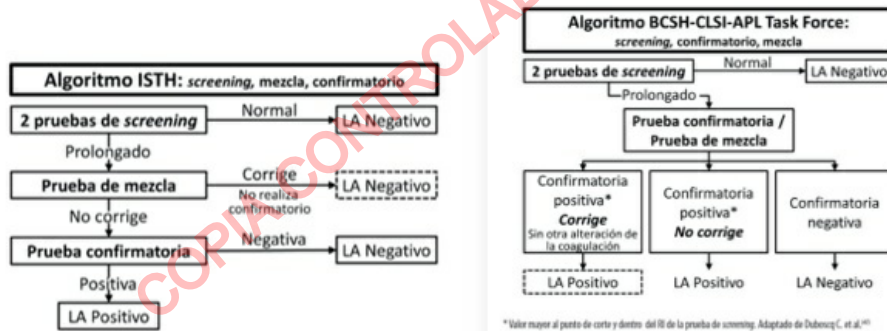 Algoritmo ISTH: screening, mezcla, confirmatorio
2 pruebas de screening
Normal
LA Negativo
Prolongado
Prueba de mezcla
Corrige
No realiza
confirmatorio
LA Negativo
No corrige
Prueba confirmatoria
Negativa
LA Negativo
Positiva
LA Positivo
Algoritmo BCSH-CLSI-APL Task Force:
screening, confirmatorio, mezcla
2 pruebas de screening
Normal
LA Negativo
Prolongado
Prueba confirmatoria /
Prueba de mezcla
Confirmatoria
positiva*
Corrige
Sin otra alteración de
la coagulación
Confirmatoria
positiva*
No corrige
Confirmatoria
negativa
LA Positivo
LA Positivo
LA Negativo
* Valor mayor al punto de corte y dentro del RI de la prueba de screening. Adaptado de Duboscq C. et al.
COPIA CONTROLA